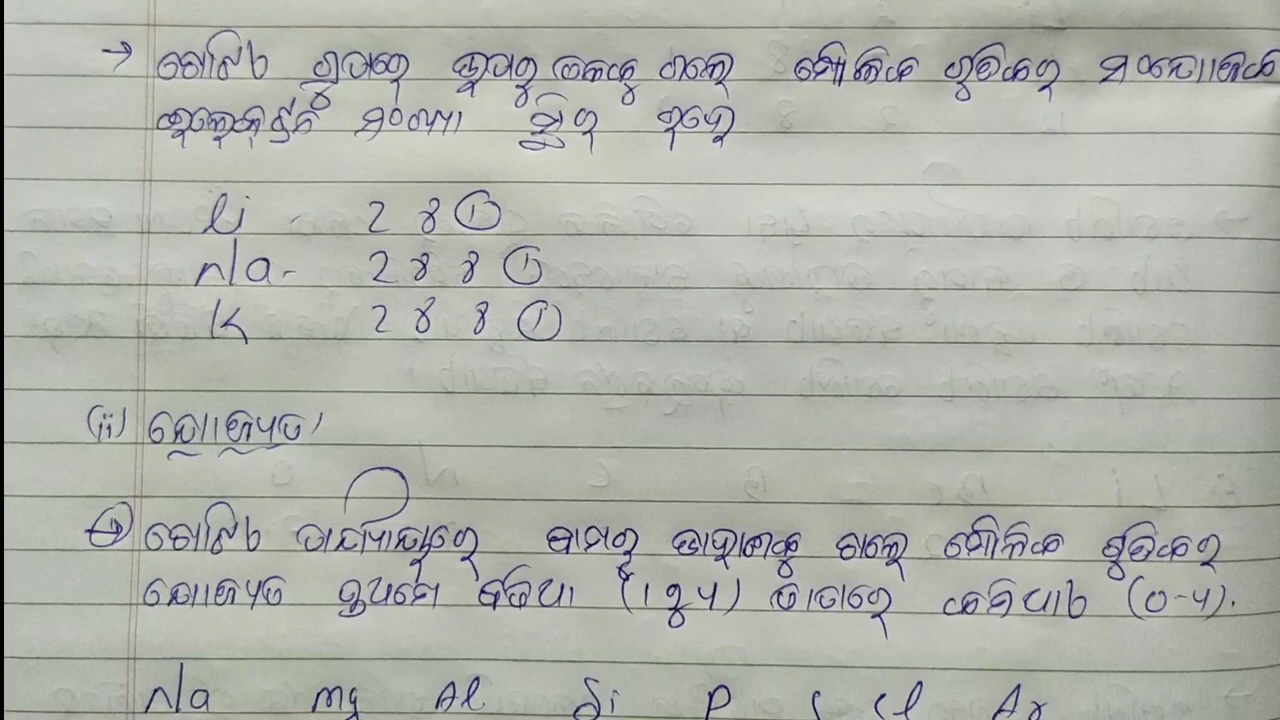 → ଗୋଟିଏ ଗ୍ରୁପରେ ଉପରୁ ତଳକୁ ଗଲେ ମୌଳିକ ଗୁଡିକର ସଂଯୋଜକ
ଇଲେକ୍ଟ୍ରନ ସଂଖ୍ୟା ସ୍ଥିର ରୁହେ
Li - 2 8 1
Na - 2 8 8 1
K 2 8 8 1
(ii) ଯୋଜ୍ୟତା
→ ଗୋଟିଏ ପର୍ଯ୍ୟାୟରେ ବାମରୁ ଡାହାଣକୁ ଗଲେ ମୌଳିକ ଗୁଡିକର
ଯୋଜ୍ୟତା ପ୍ରଥମେ ବଢିଥାଏ (1 ରୁ 4) ତାପରେ କମିଥାଏ (0-4).
Na Mg Al Si P S Cl Ar